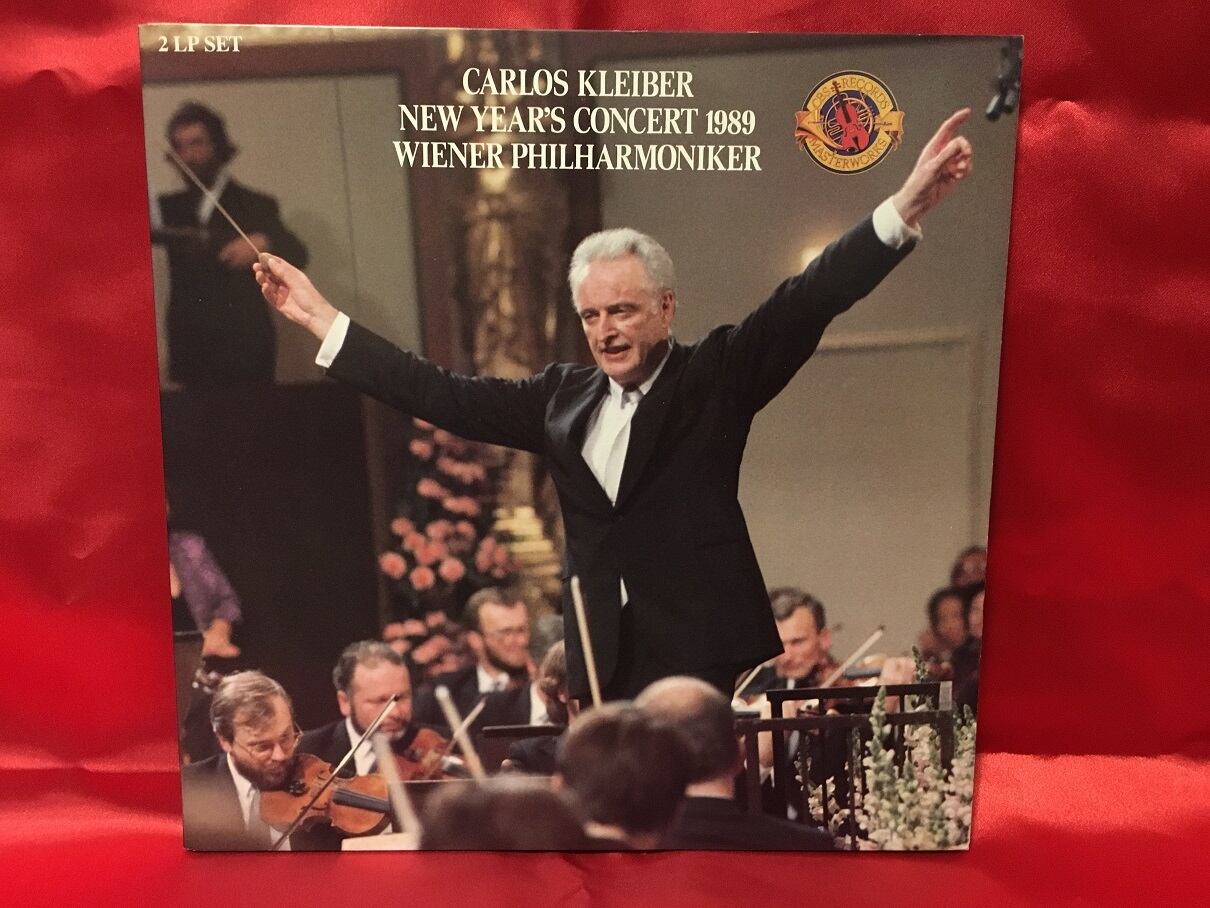 2 LP SET
CARLOS KLEIBER
NEW YEAR'S CONCERT 1989
WIENER PHILHARMONIKER
CBS RECORDS
MASTERWORKS